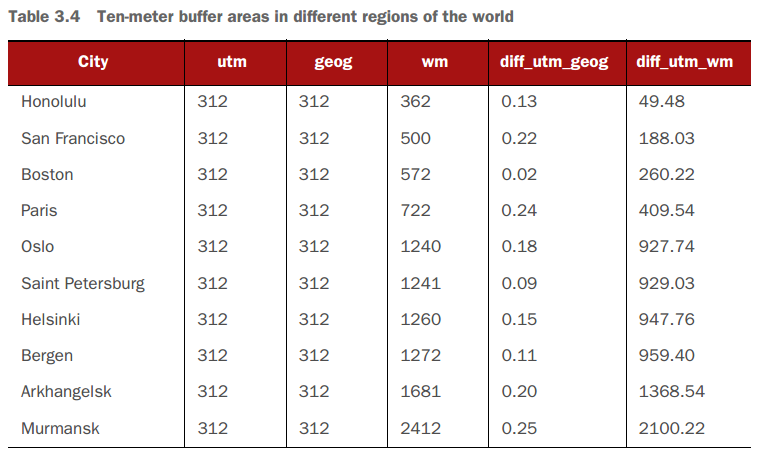 Table 3.4 Ten-meter buffer areas in different regions of the world
City utm geog wm diff_utm_geog diff_utm_wm
Honolulu 312 312 362 0.13 49.48
San Francisco 312 312 500 0.22 188.03
Boston 312 312 572 0.02 260.22
Paris 312 312 722 0.24 409.54
Oslo 312 312 1240 0.18 927.74
Saint Petersburg 312 312 1241 0.09 929.03
Helsinki 312 312 1260 0.15 947.76
Bergen 312 312 1272 0.11 959.40
Arkhangelsk 312 312 1681 0.20 1368.54
Murmansk 312 312 2412 0.25 2100.22